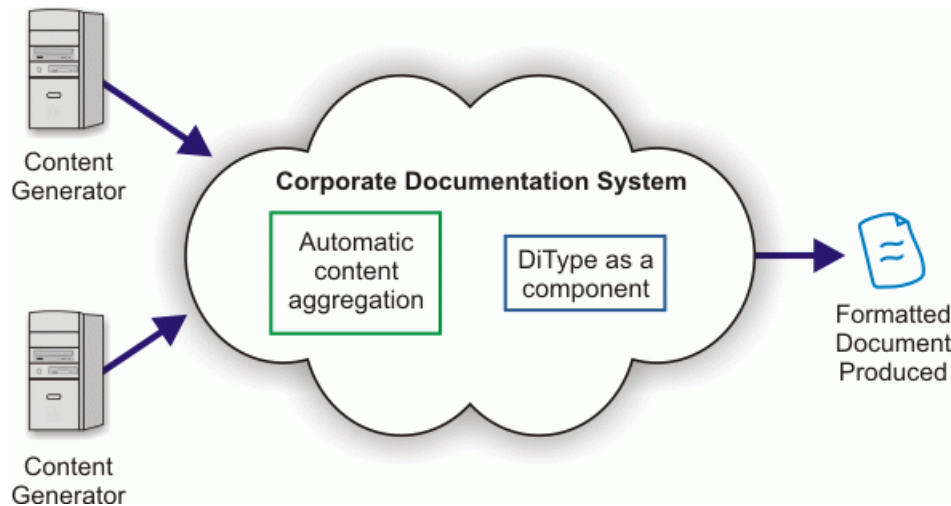 Content
Generator
Corporate Documentation System
Automatic
content
aggregation
DiType as a
component
Formatted
Document
Produced
Content
Generator